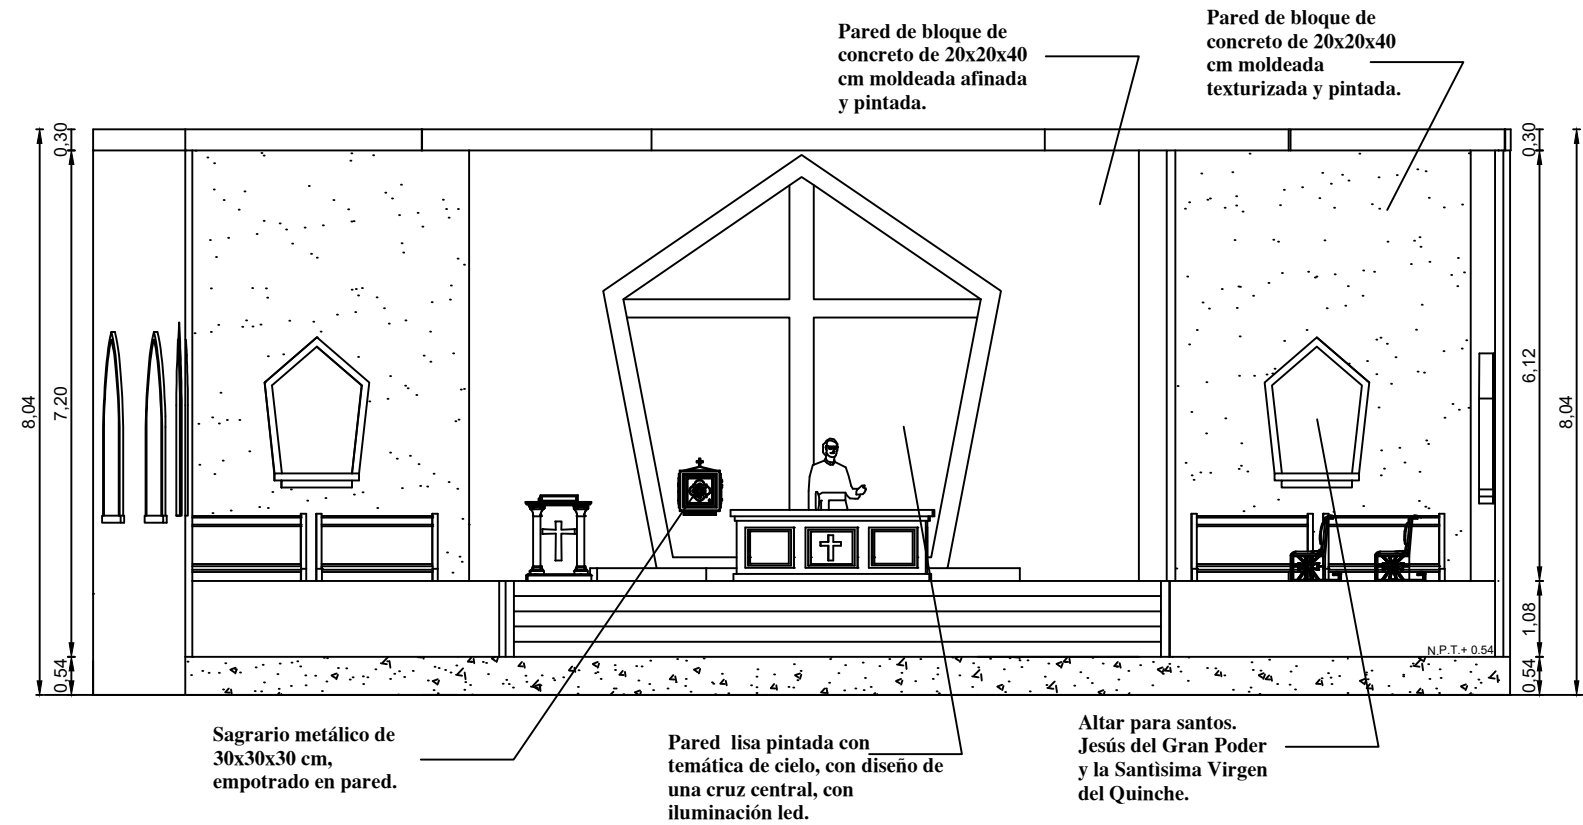 Pared de bloque de
concreto de 20x20x40
cm moldeada afinada
y pintada.
Pared de bloque de
concreto de 20x20x40
cm moldeada
texturizada y pintada.
0,30
7,20
8,04
0,54
0,30
6,12
8,04
1,08
N.P.T.+ 0.54
0,54
Sagrario metálico de
30x30x30 cm,
empotrado en pared.
Pared lisa pintada con
temática de cielo, con diseño de
una cruz central, con
iluminación led.
Altar para santos.
Jesús del Gran Poder
y la Santìsima Virgen
del Quinche.